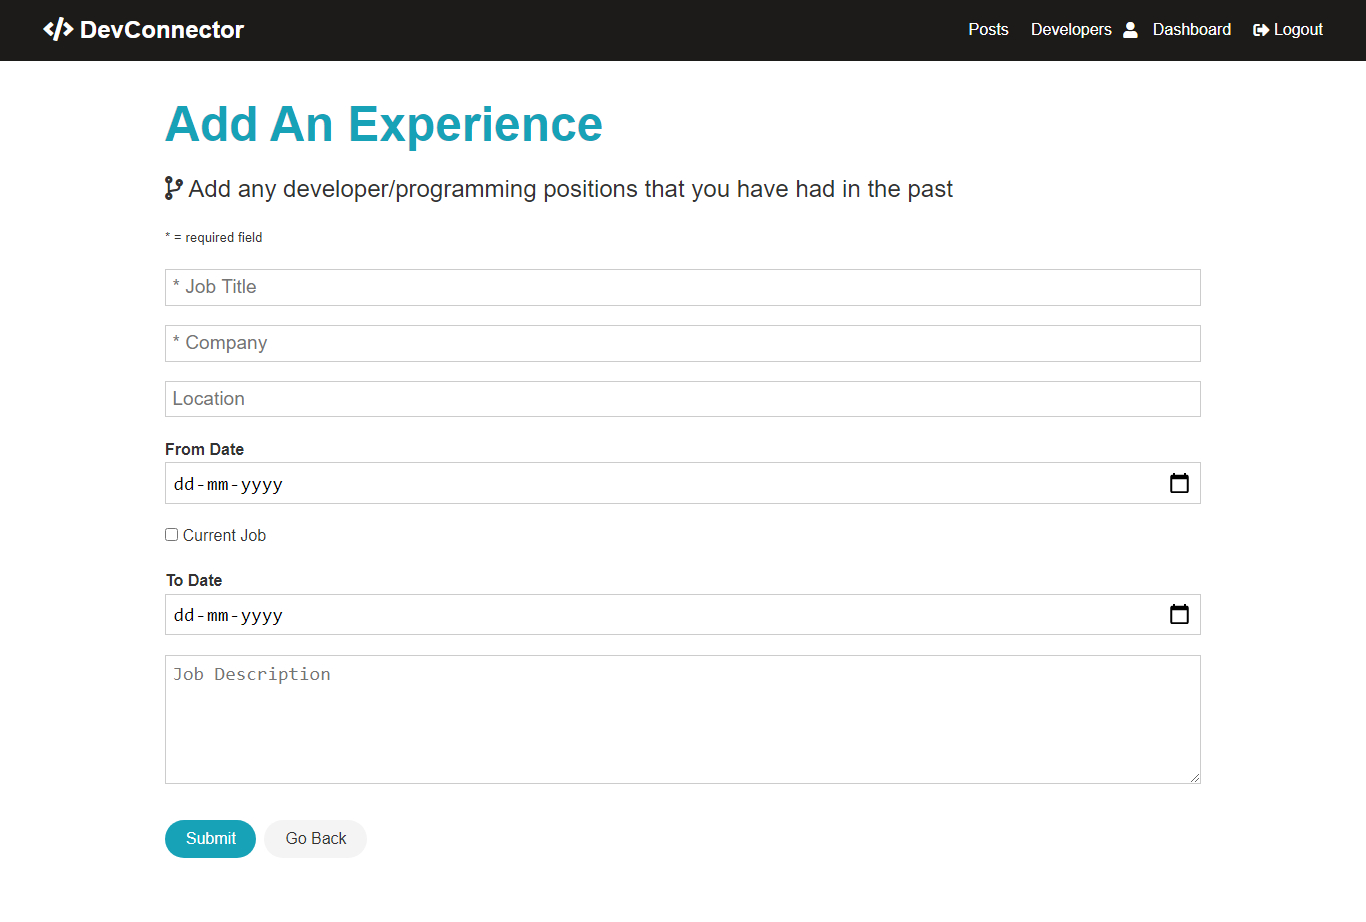 DevConnector Posts Developers Dashboard Logout
Add An Experience
Add any developer/programming positions that you have had in the past
* = required field
* Job Title
* Company
Location
From Date
dd-mm-yyyy
Current Job
To Date
dd-mm-yyyy
Job Description
Submit Go Back